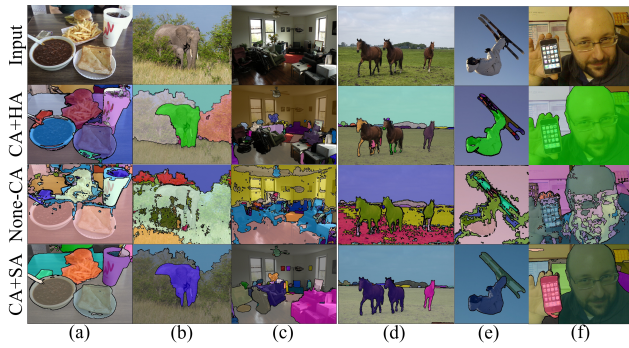 Input
CA+HA
None-CA
CA+SA
(a)
(b)
(c)
(d)
(e)
(f)